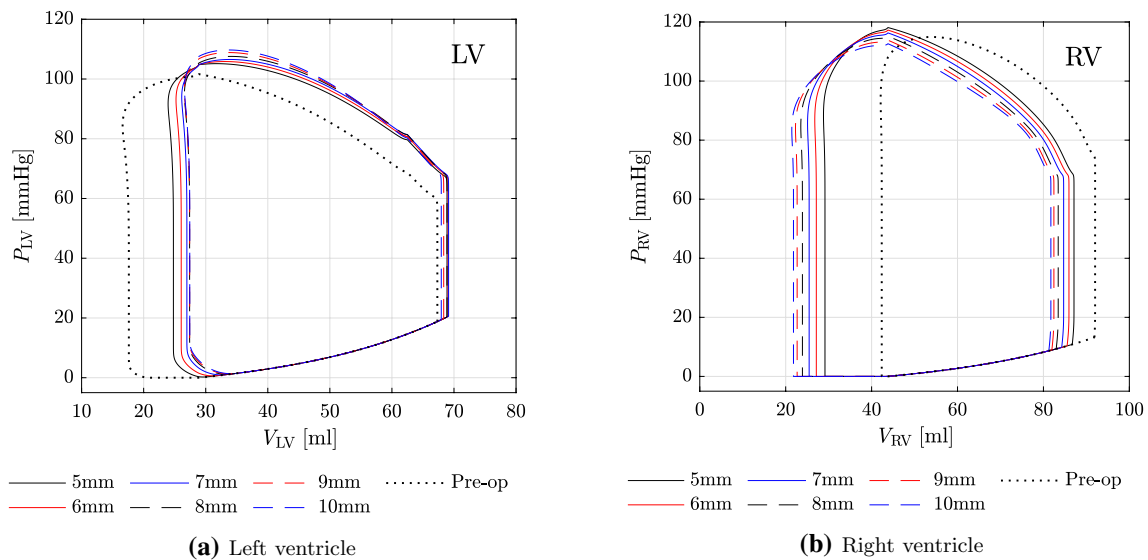 LV
120
100
80
60
40
20
0
P_LV [mmHg]
10 20 30 40 50 60 70 80
V_LV [ml]
5mm 7mm 9mm Pre-op
6mm 8mm 10mm
(a) Left ventricle
RV
120
100
80
60
40
20
0
P_RV [mmHg]
0 20 40 60 80 100
V_RV [ml]
5mm 7mm 9mm Pre-op
6mm 8mm 10mm
(b) Right ventricle